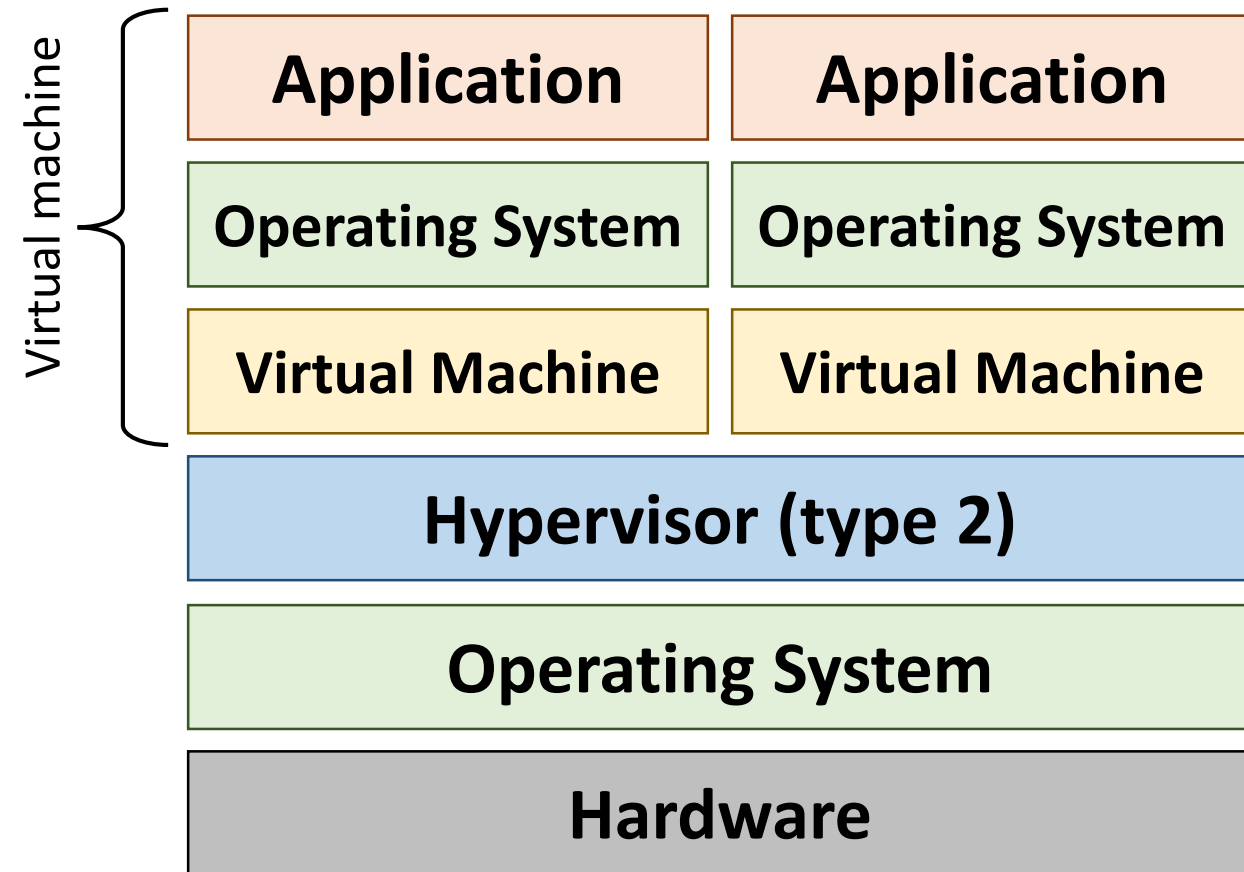 Virtual machine
Application
Application
Operating System
Operating System
Virtual Machine
Virtual Machine
Hypervisor (type 2)
Operating System
Hardware